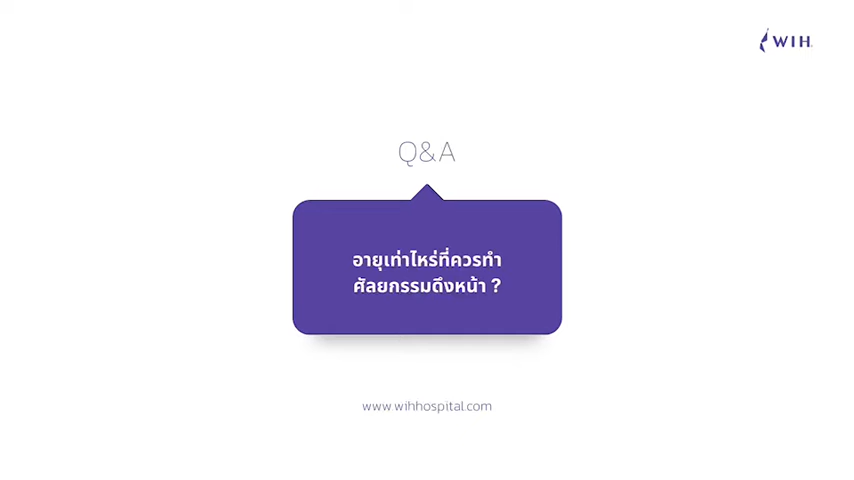 WIH
Q&A
อายุเท่าไหร่ที่ควรทำ
ศัลยกรรมดึงหน้า ?
www.wihhospital.com